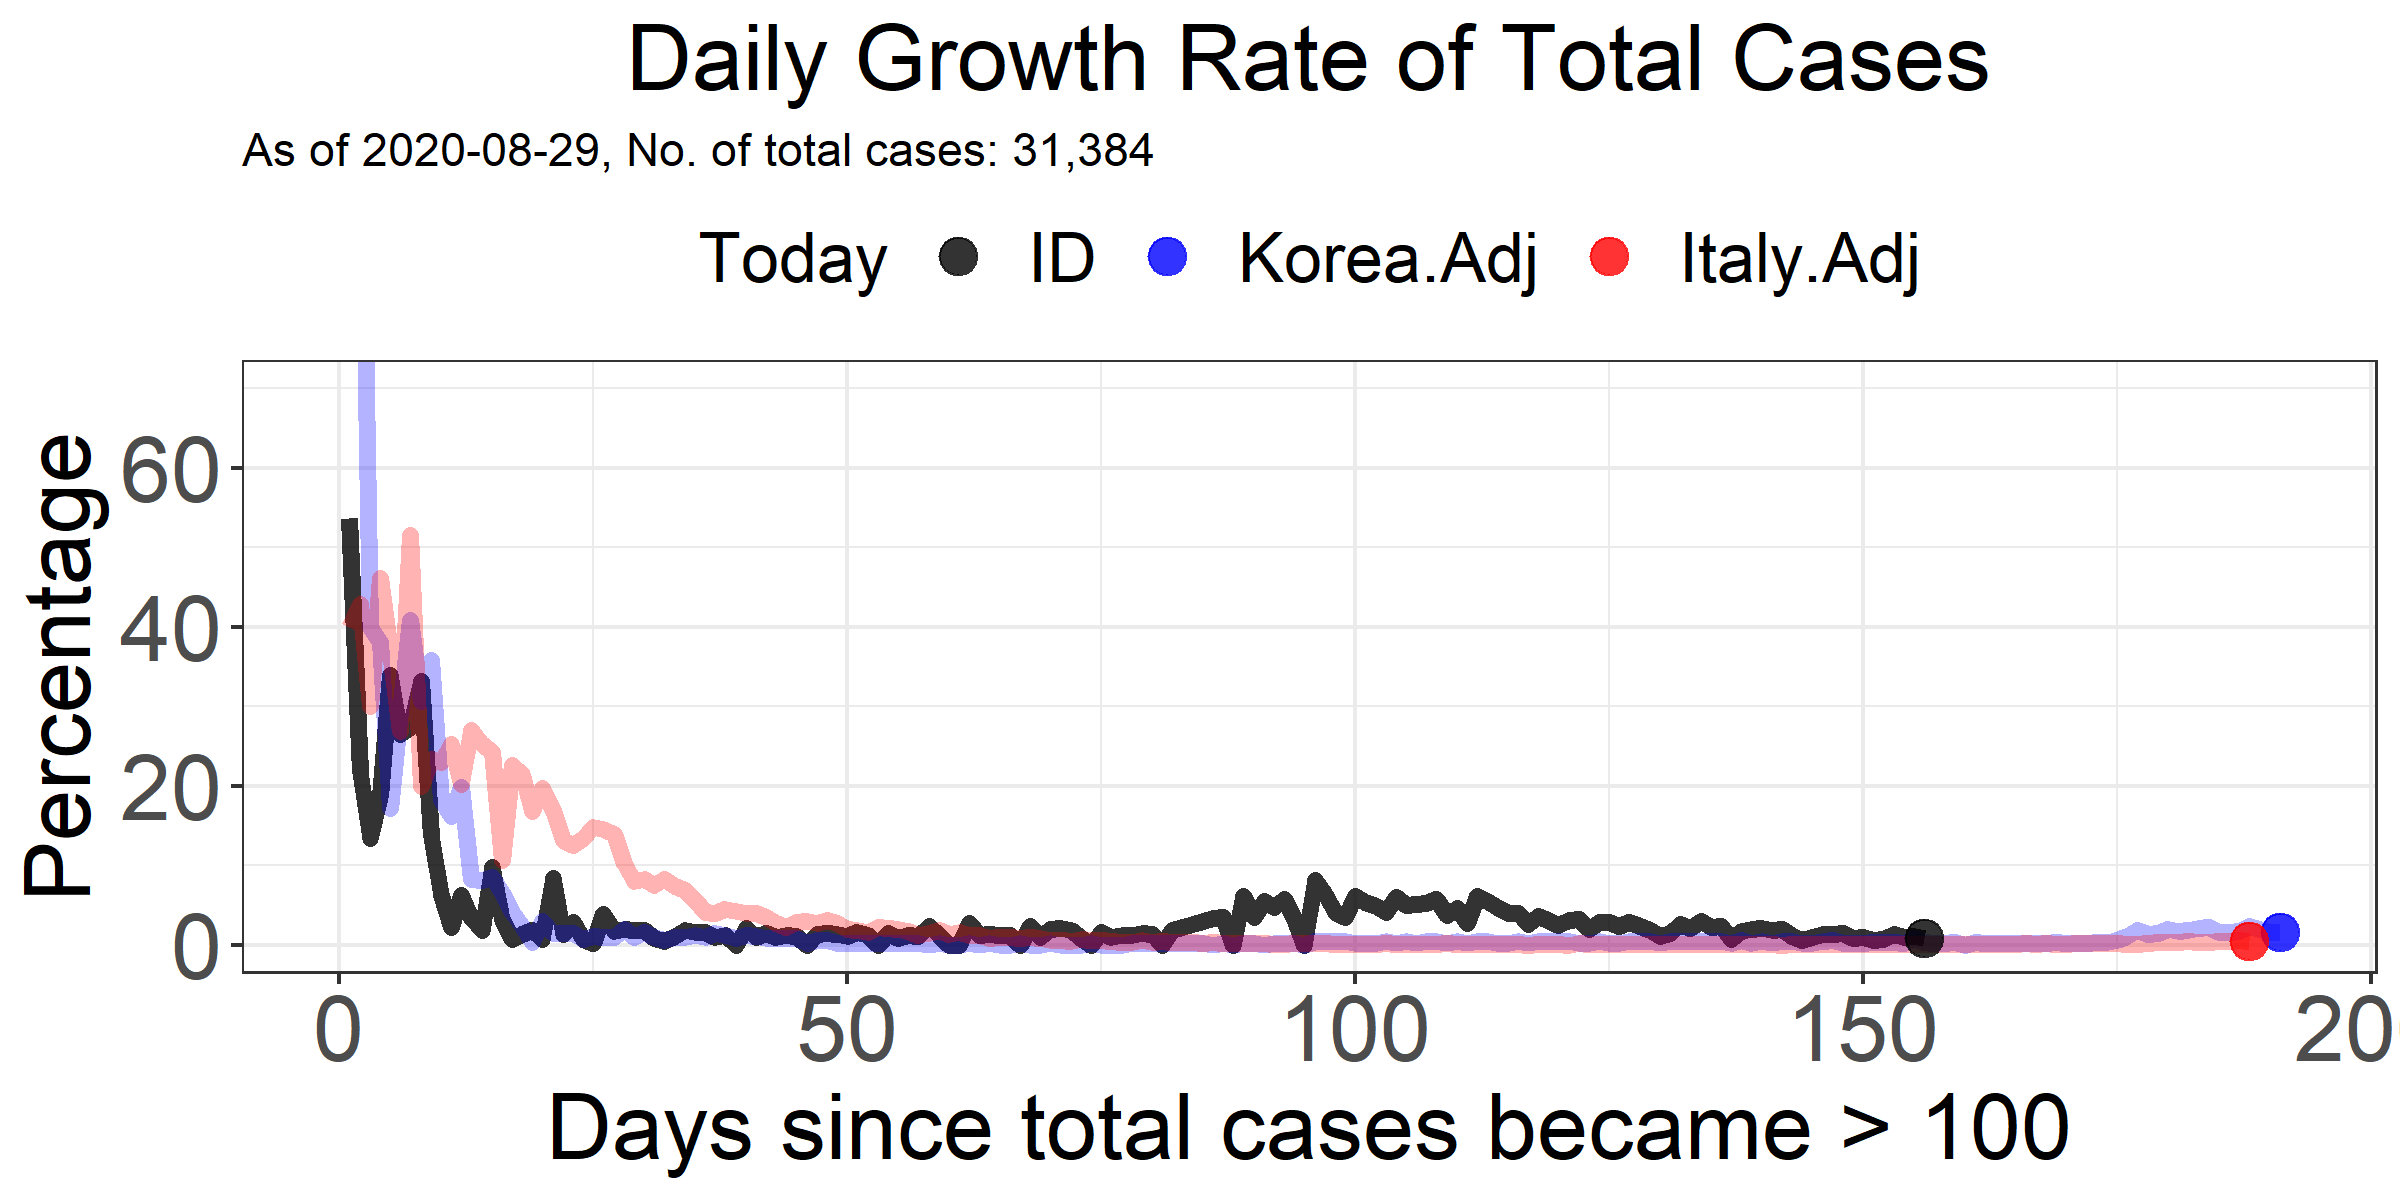 Daily Growth Rate of Total Cases
As of 2020-08-29, No. of total cases: 31,384
Today ID Korea.Adj Italy.Adj
Percentage
60
40
20
0
0 50 100 150 20
Days since total cases became > 100